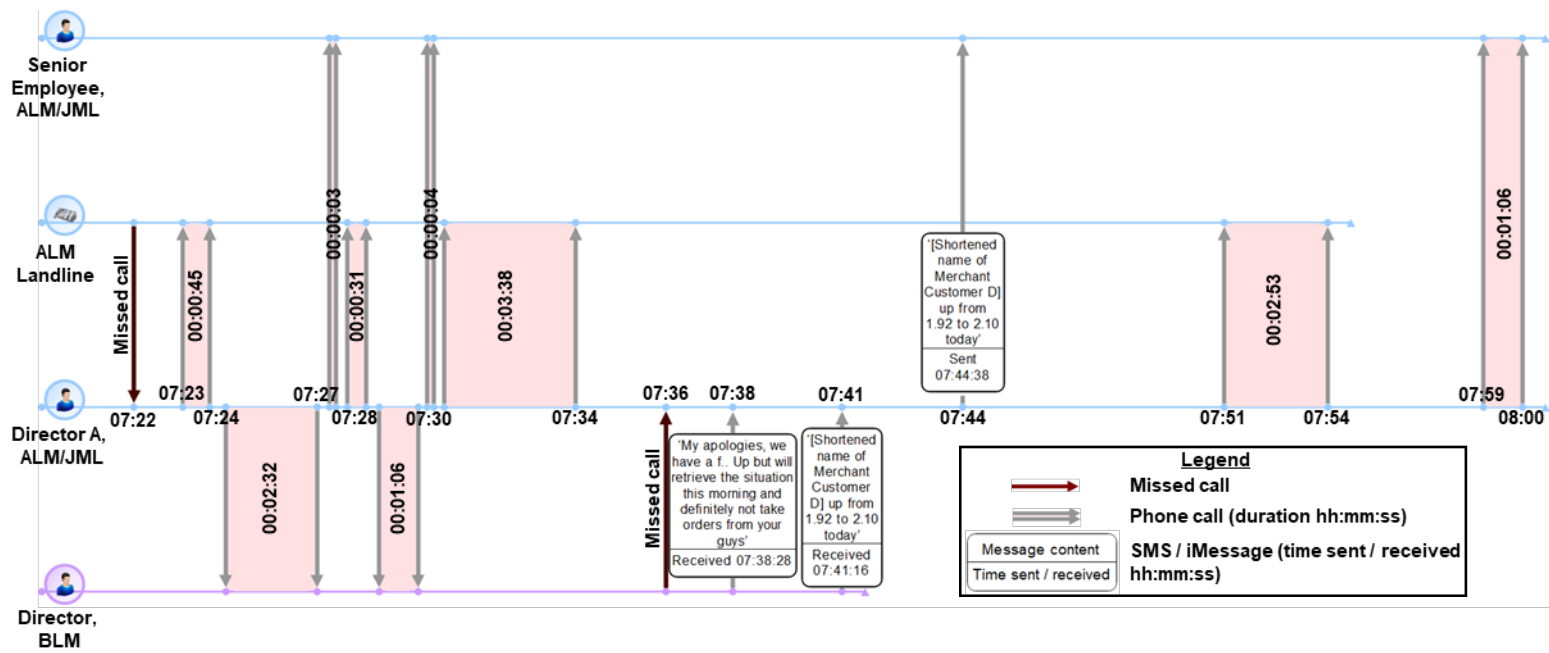 Senior
Employee,
ALM/JML
00:00:03
00:00:04
00:01:06
ALM
Landline
Missed call
00:00:45
00:00:31
00:03:38
'[Shortened
name of
Merchant
Customer D]
up from
1.92 to 2.10
today'
Sent
07:44:38
00:02:53
07:23
07:27
07:36
07:38
07:41
07:59
07:22
07:24
07:28
07:30
07:34
07:44
07:51
07:54
08:00
Director A,
ALM/JML
00:02:32
00:01:06
Missed call
'My apologies, we
have a f.. Up but will
retrieve the situation
this morning and
definitely not take
orders from your
guys'
Received 07:38:28
'[Shortened
name of
Merchant
Customer
D] up from
1.92 to 2.10
today'
Received
07:41:16
Legend
Missed call
Phone call (duration hh:mm:ss)
Message content
Time sent / received
SMS / iMessage (time sent / received
hh:mm:ss)
Director,
BLM